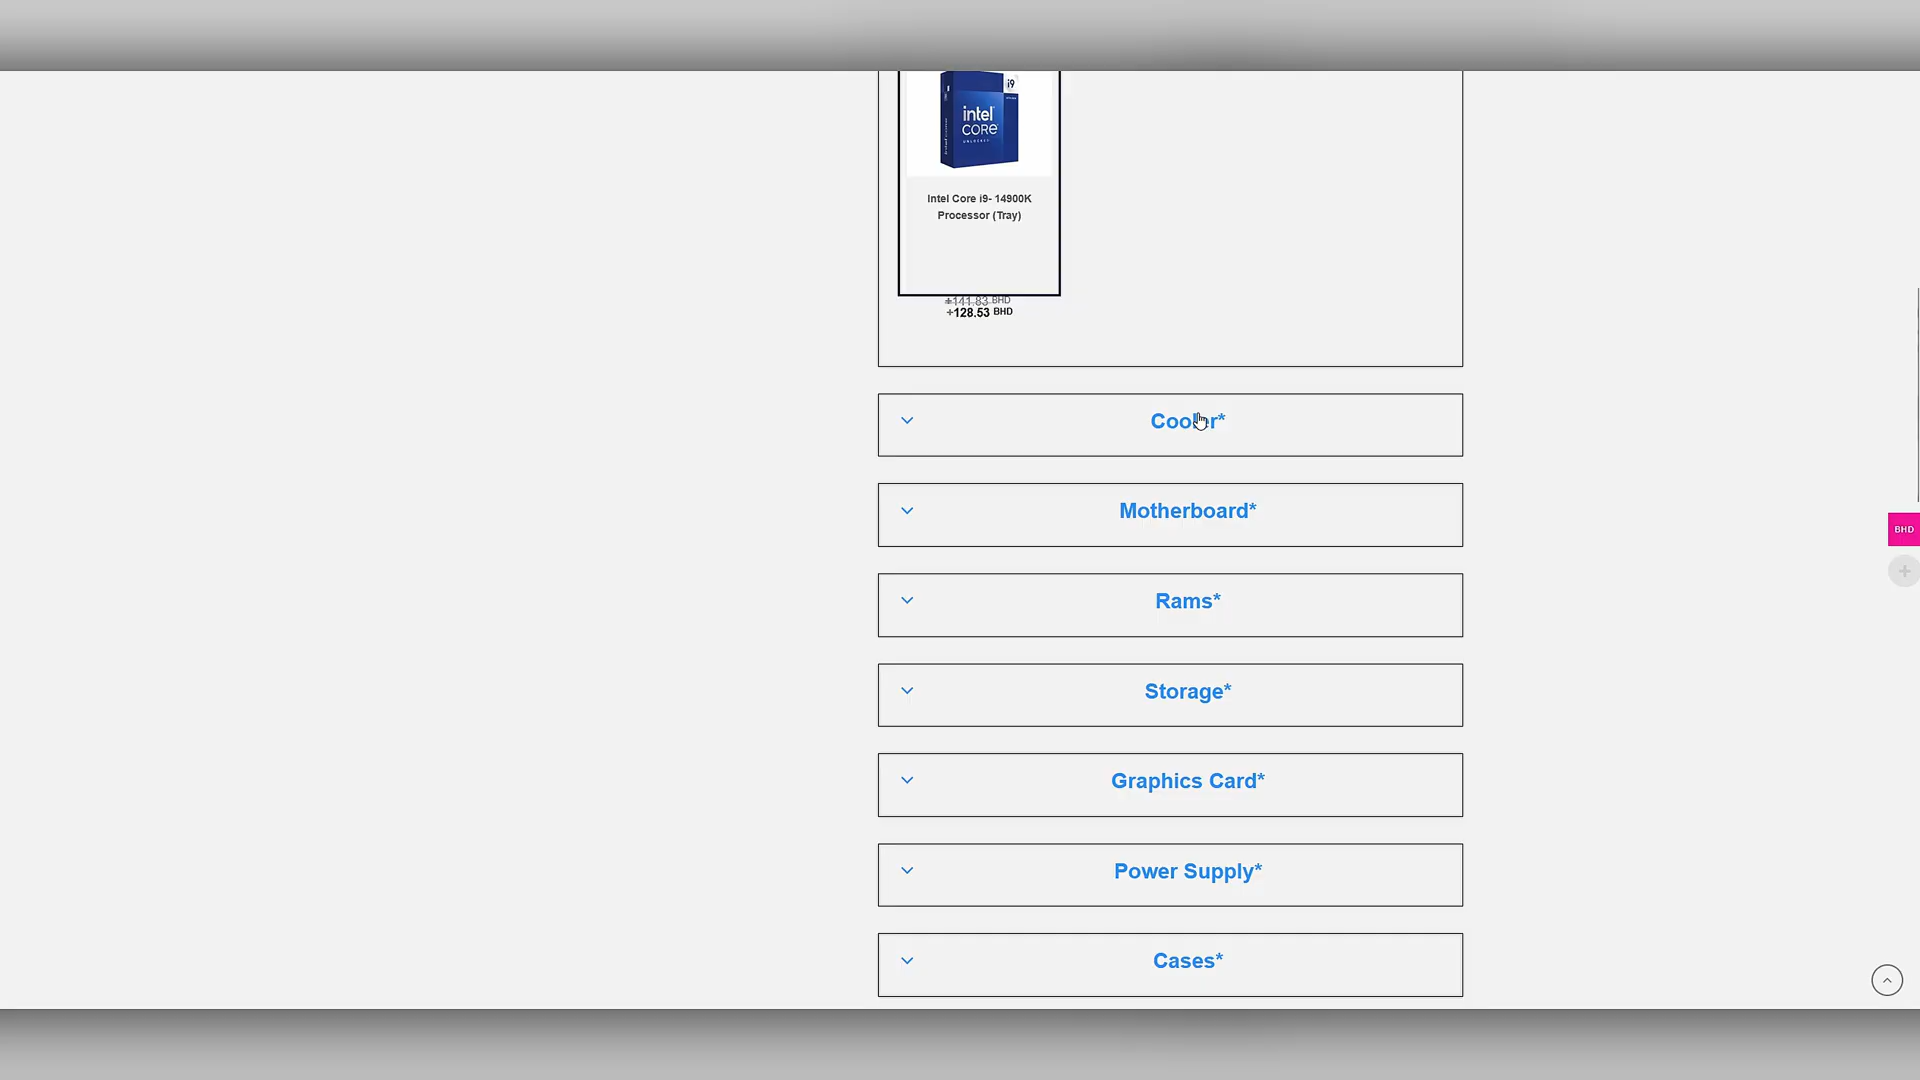 i9
intel
CORE
UNLOCKED
Intel Core i9- 14900K
Processor (Tray)
+141.83 BHD
+128.53 BHD
Cooler*
Motherboard*
BHD
+
Rams*
Storage*
Graphics Card*
Power Supply*
Cases*